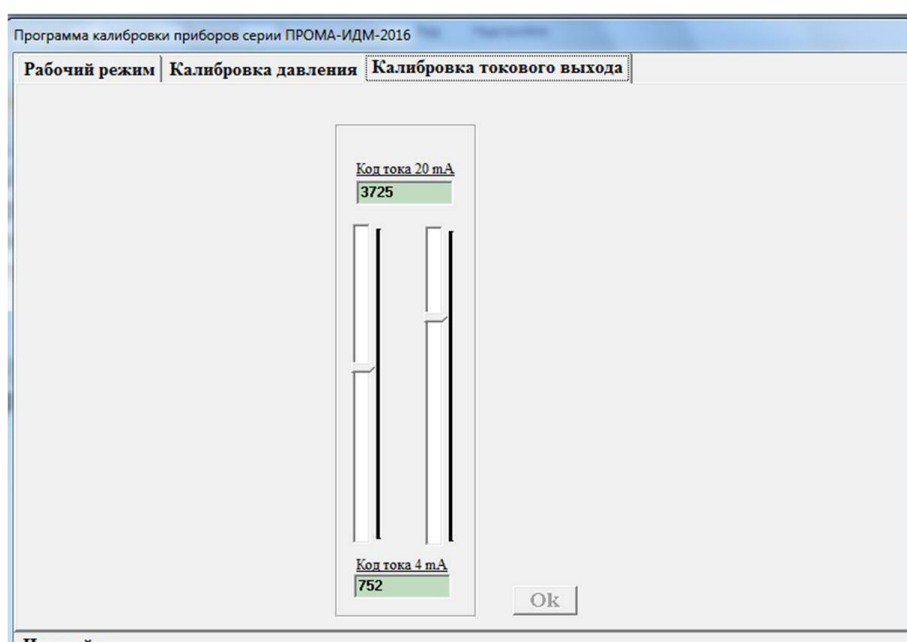 Программа калибровки приборов серии ПРОМА-ИДМ-2016
Рабочий режим Калибровка давления Калибровка токового выхода
Код тока 20 mA
3725
Код тока 4 mA
752
Ok